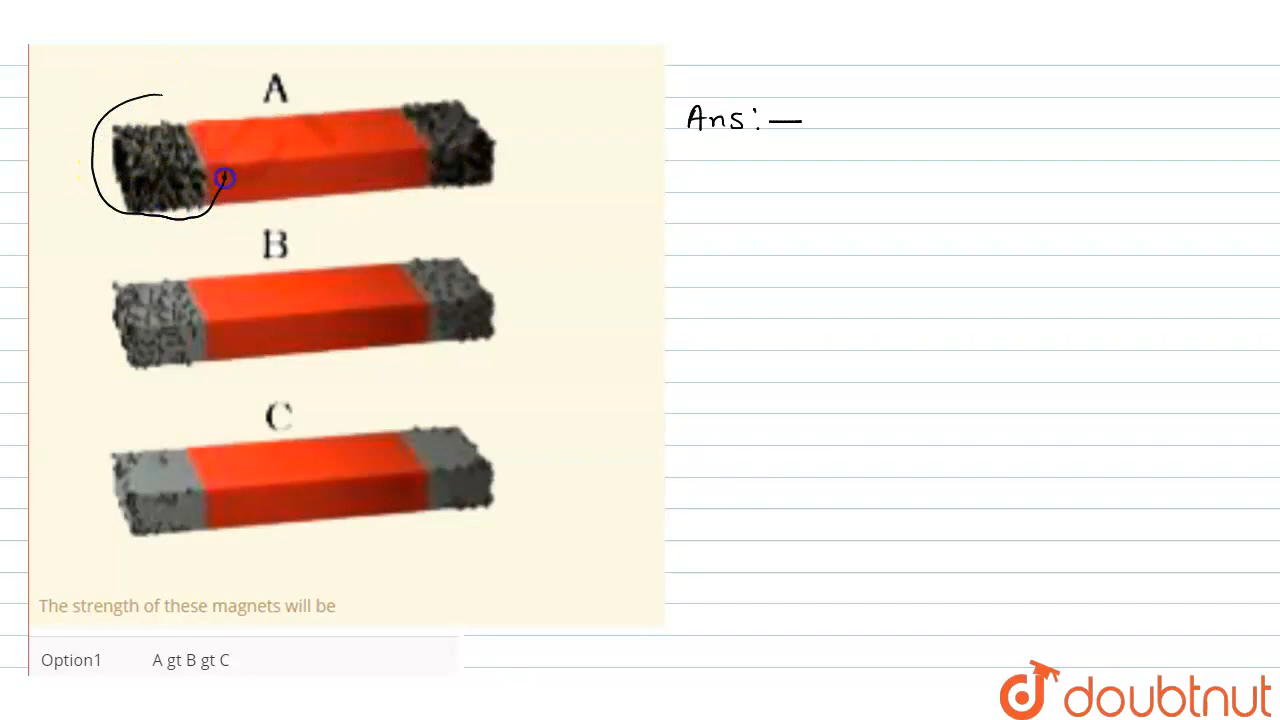 A
Ans:—
B
C
The strength of these magnets will be
Option1 A gt B gt C
doubtnut